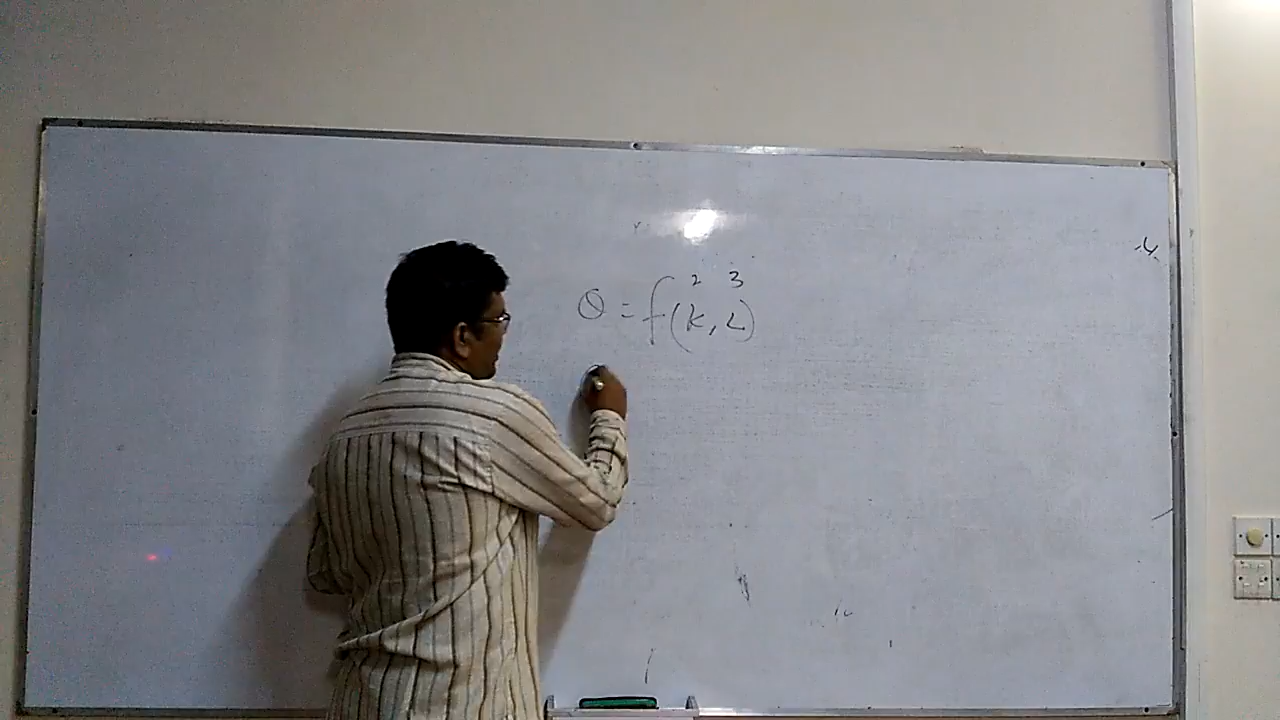 2 3
Q = f(K, L)